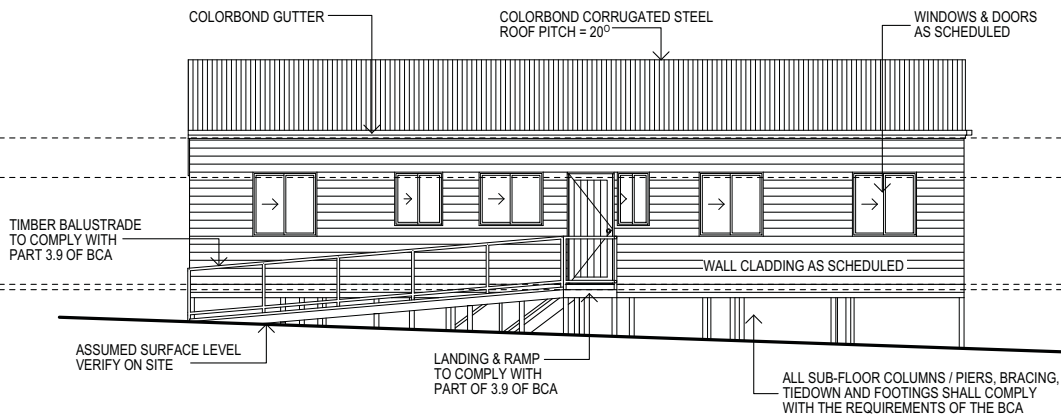 COLORBOND GUTTER
COLORBOND CORRUGATED STEEL
ROOF PITCH = 20°
WINDOWS & DOORS
AS SCHEDULED
TIMBER BALUSTRADE
TO COMPLY WITH
PART 3.9 OF BCA
WALL CLADDING AS SCHEDULED
ASSUMED SURFACE LEVEL
VERIFY ON SITE
LANDING & RAMP
TO COMPLY WITH
PART OF 3.9 OF BCA
ALL SUB-FLOOR COLUMNS / PIERS, BRACING,
TIEDOWN AND FOOTINGS SHALL COMPLY
WITH THE REQUIREMENTS OF THE BCA